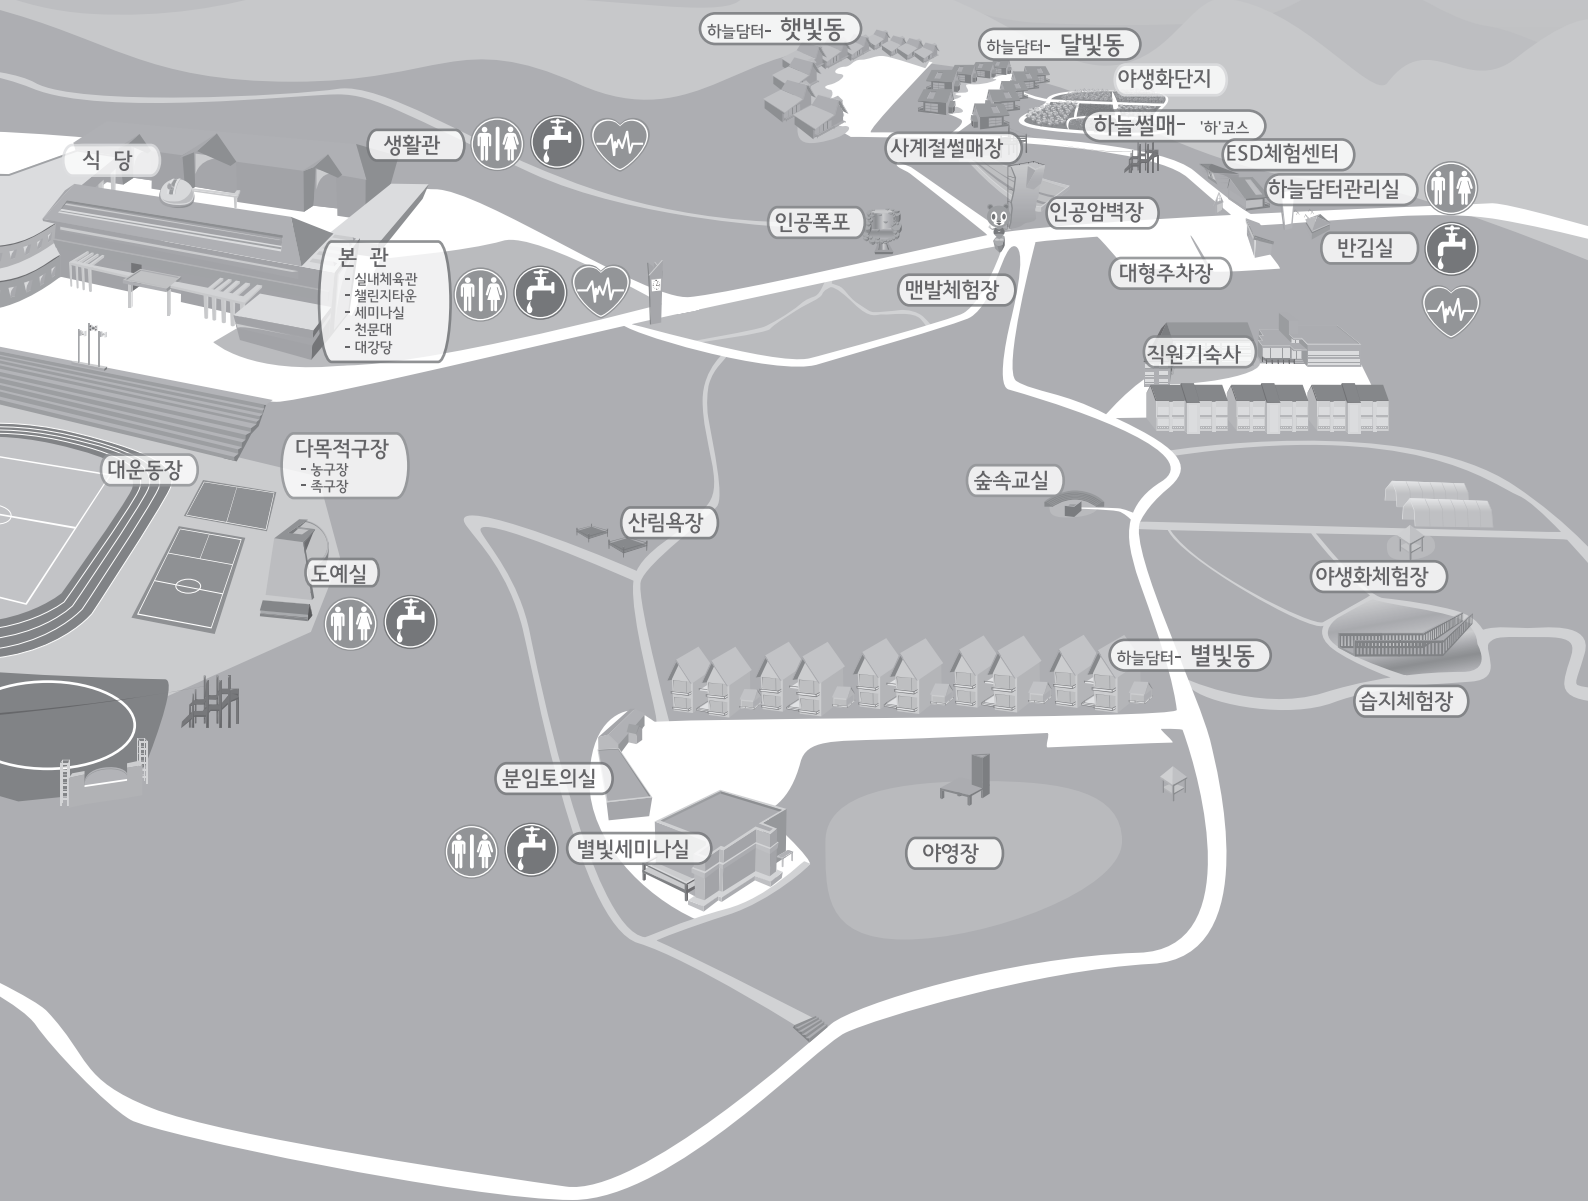 하늘담터- 햇빛동
하늘담터- 달빛동
야생화단지
하늘썰매- '하'코스
생활관
식 당
사계절썰매장
ESD체험센터
하늘담터관리실
인공폭포
인공암벽장
반김실
본 관
- 실내체육관
- 챌린지타운
- 세미나실
- 천문대
- 대강당
대형주차장
맨발체험장
직원기숙사
다목적구장
- 농구장
- 족구장
대운동장
숲속교실
산림욕장
도예실
야생화체험장
하늘담터- 별빛동
습지체험장
분임토의실
별빛세미나실
야영장